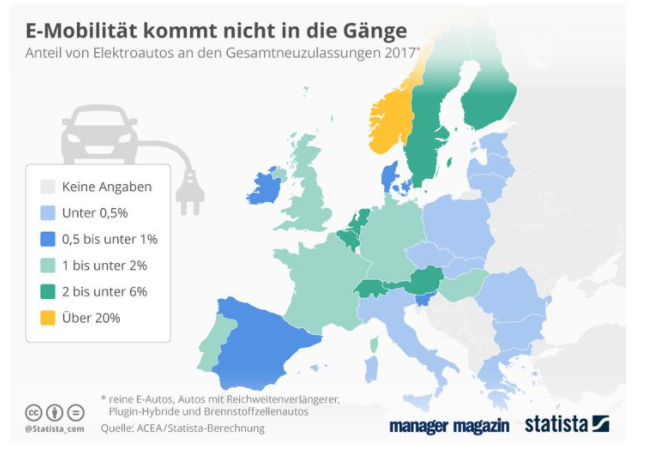 E-Mobilität kommt nicht in die Gänge
Anteil von Elektroautos an den Gesamtneuzulassungen 2017*
Keine Angaben
Unter 0,5%
0,5 bis unter 1%
1 bis unter 2%
2 bis unter 6%
Über 20%
* reine E-Autos, Autos mit Reichweitenverlängerer,
Plugin-Hybride und Brennstoffzellenautos
@Statista_com
Quelle: ACEA/Statista-Berechnung
manager magazin
statista